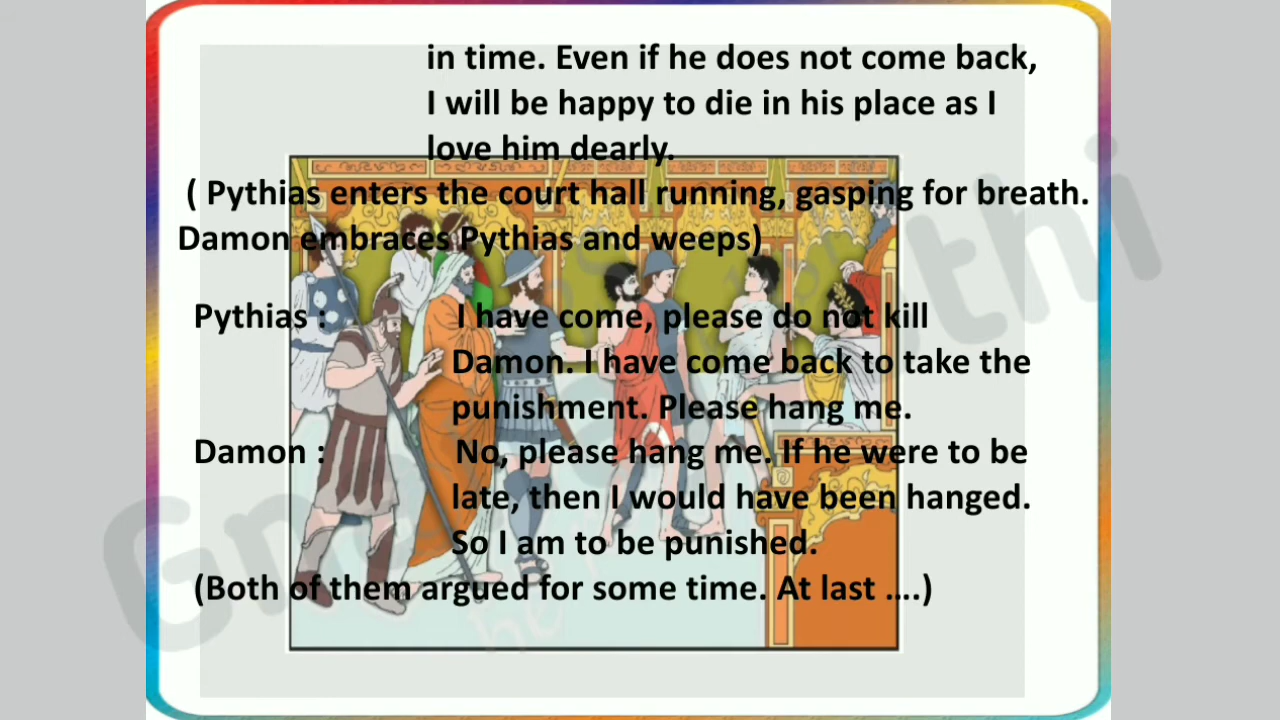 in time. Even if he does not come back,
I will be happy to die in his place as I
love him dearly.
( Pythias enters the court hall running, gasping for breath.
Damon embraces Pythias and weeps)
Pythias : I have come, please do not kill
Damon. I have come back to take the
punishment. Please hang me.
Damon : No, please hang me. If he were to be
late, then I would have been hanged.
So I am to be punished.
(Both of them argued for some time. At last ....)